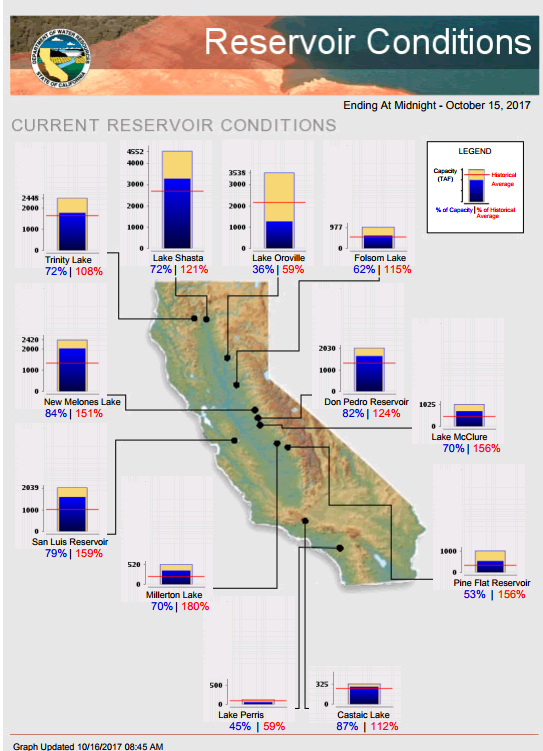 DEPARTMENT OF WATER RESOURCES
STATE OF CALIFORNIA
Reservoir Conditions
Ending At Midnight - October 15, 2017
CURRENT RESERVOIR CONDITIONS
LEGEND
Capacity
(TAF)
Historical
Average
% of Capacity | % of Historical
Average
2448
2000
1000
0
Trinity Lake
72% | 108%
4552
4000
3000
2000
1000
0
Lake Shasta
72% | 121%
3538
3000
2000
1000
0
Lake Oroville
36% | 59%
977
0
Folsom Lake
62% | 115%
2420
2000
1000
0
New Melones Lake
84% | 151%
2030
1000
0
Don Pedro Reservoir
82% | 124%
1025
0
Lake McClure
70% | 156%
2039
1000
0
San Luis Reservoir
79% | 159%
520
0
Millerton Lake
70% | 180%
1000
0
Pine Flat Reservoir
53% | 156%
500
0
Lake Perris
45% | 59%
325
0
Castaic Lake
87% | 112%
Graph Updated 10/16/2017 08:45 AM